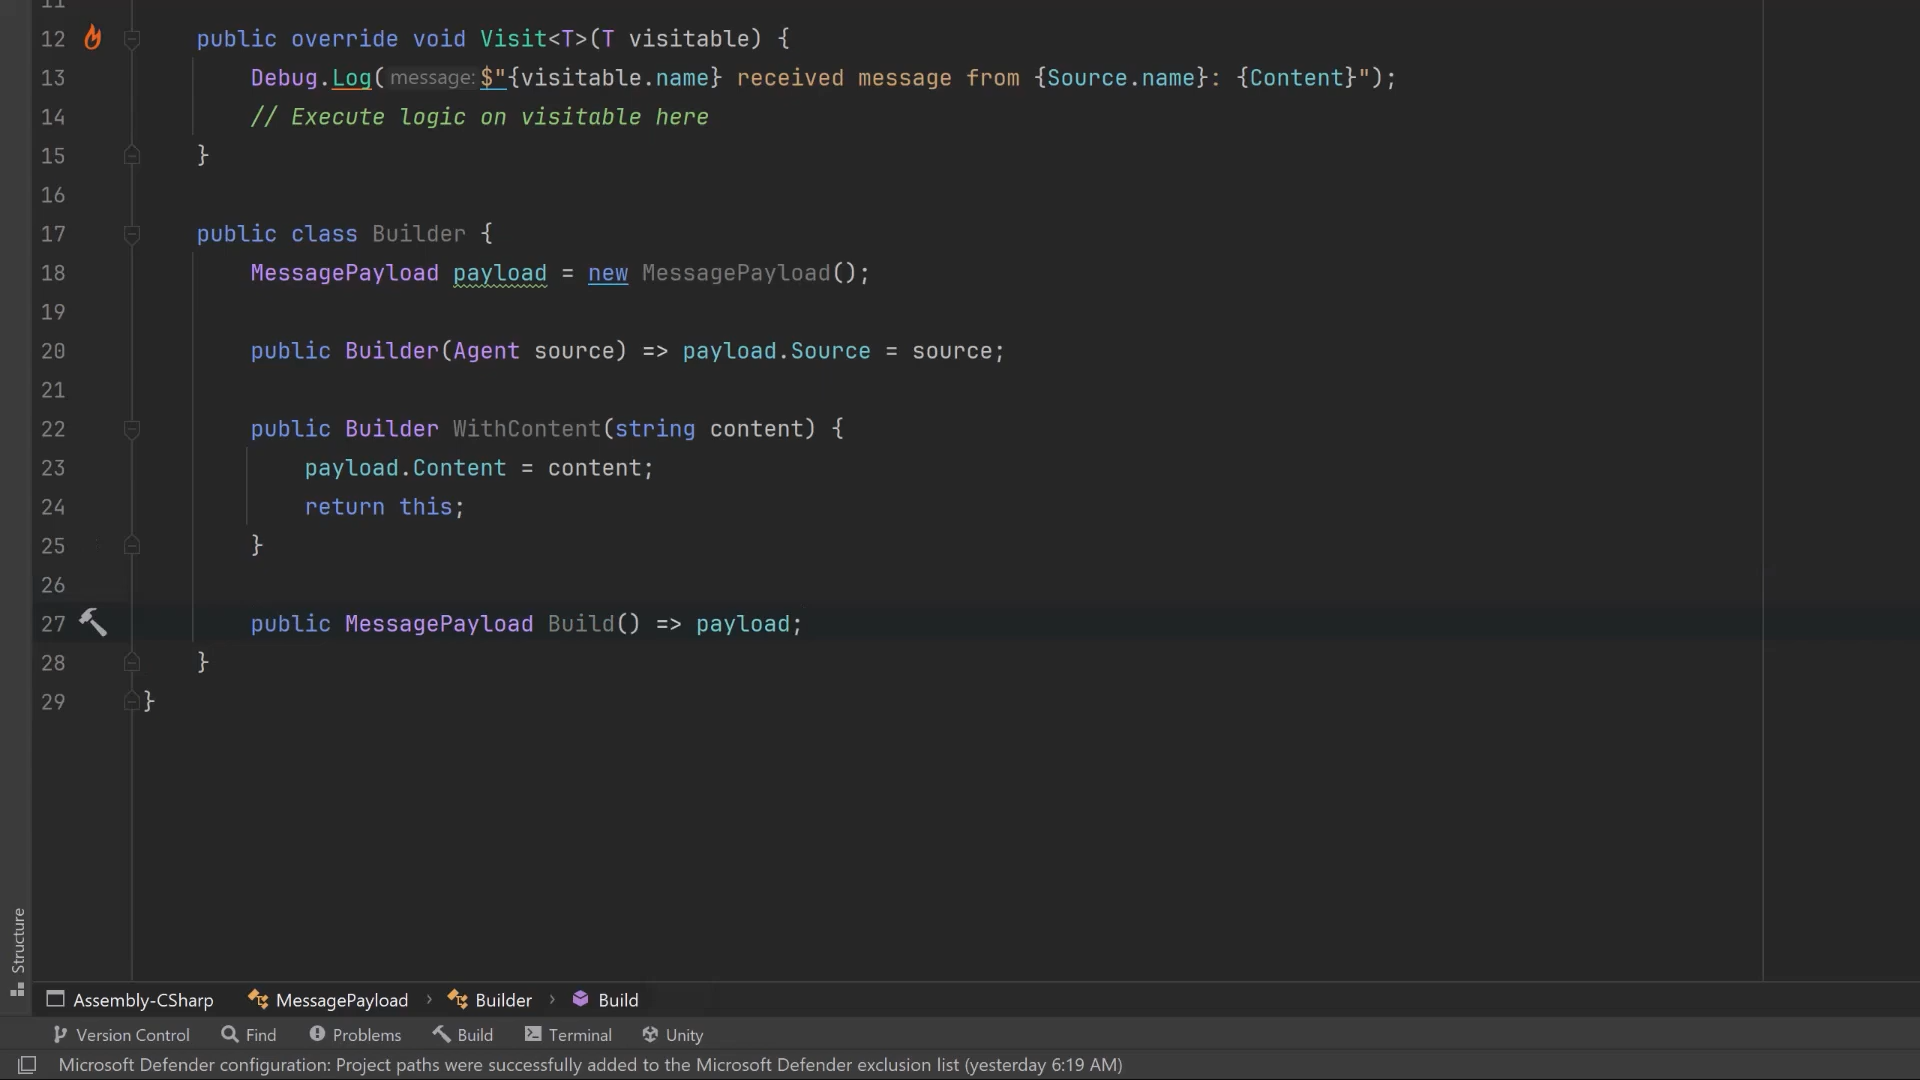 11
12 public override void Visit<T>(T visitable) {
13 Debug.Log( message: $"{visitable.name} received message from {Source.name}: {Content}");
14 // Execute logic on visitable here
15 }
16
17 public class Builder {
18 MessagePayload payload = new MessagePayload();
19
20 public Builder(Agent source) => payload.Source = source;
21
22 public Builder WithContent(string content) {
23 payload.Content = content;
24 return this;
25 }
26
27 public MessagePayload Build() => payload;
28 }
29 }
Structure
Assembly-CSharp MessagePayload › Builder › Build
Version Control Find Problems Build Terminal Unity
Microsoft Defender configuration: Project paths were successfully added to the Microsoft Defender exclusion list (yesterday 6:19 AM)